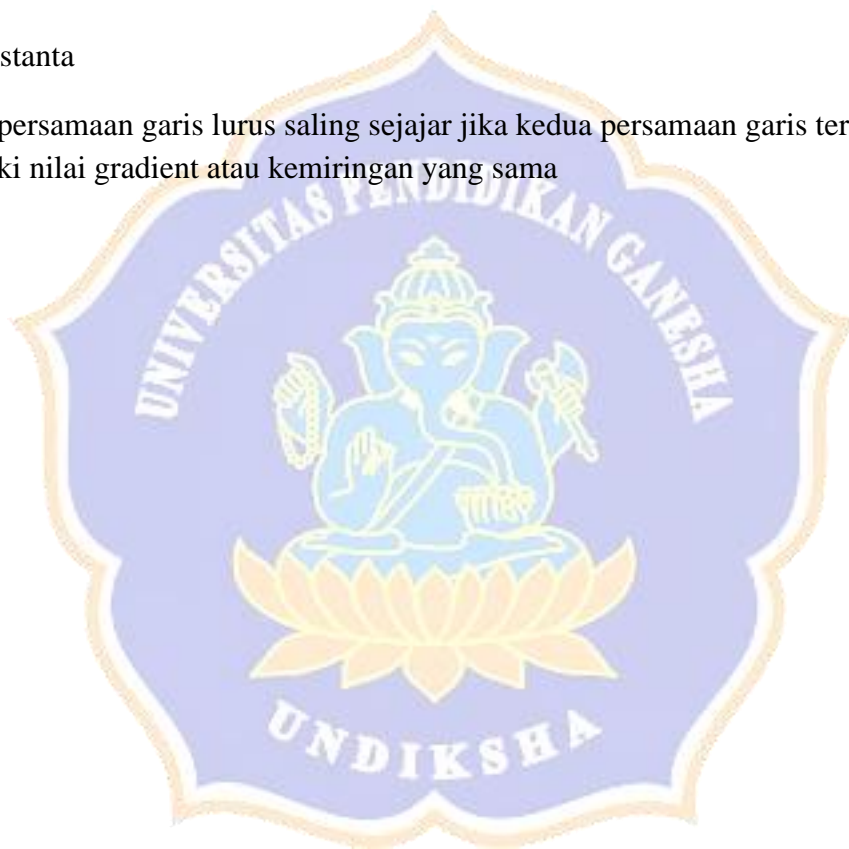 stanta
persamaan garis lurus saling sejajar jika kedua persamaan garis ter
ki nilai gradient atau kemiringan yang sama
UNIVERSITAS PENDIDIKAN GANESHA
UNDIKSHA